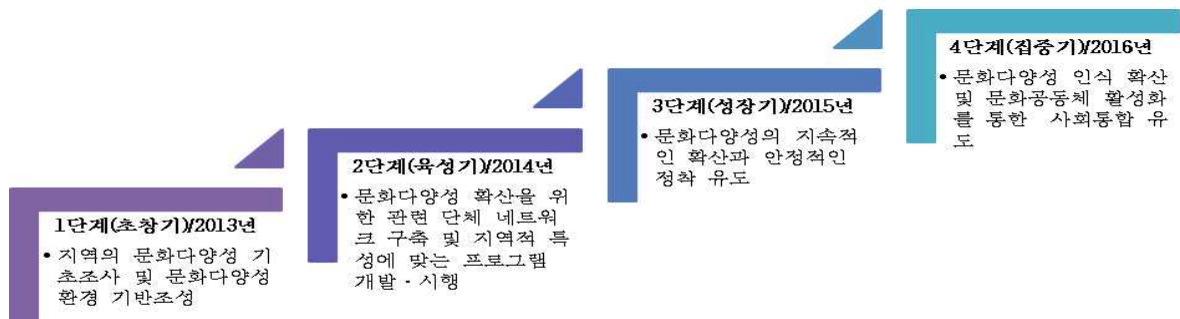 1단계(초창기)/2013년
• 지역의 문화다양성 기
초조사 및 문화다양성
환경 기반조성
2단계(육성기)/2014년
• 문화다양성 확산을 위
한 관련 단체 네트워
크 구축 및 지역적 특
성에 맞는 프로그램
개발·시행
3단계(성장기)/2015년
• 문화다양성의 지속적
인 확산과 안정적인
정착 유도
4단계(집중기)/2016년
• 문화다양성 인식 확산
및 문화공동체 활성화
를 통한 사회통합 유
도